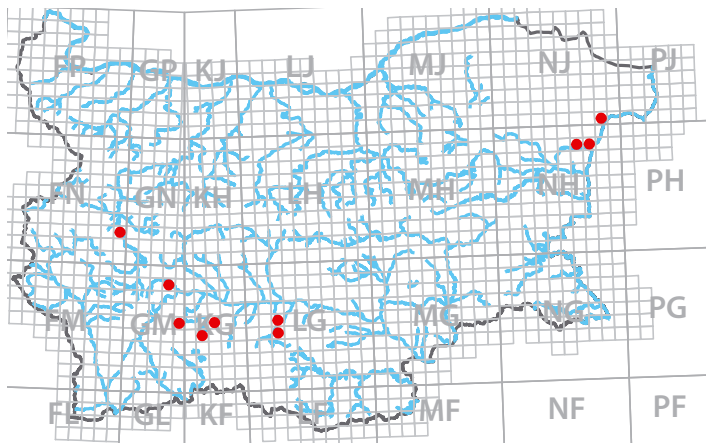 FP GP KJ LJ MJ NJ PJ
FN GN KH LH MH NH PH
FM GM KG LG MG NG PG
FL GL KF LF MF NF PF